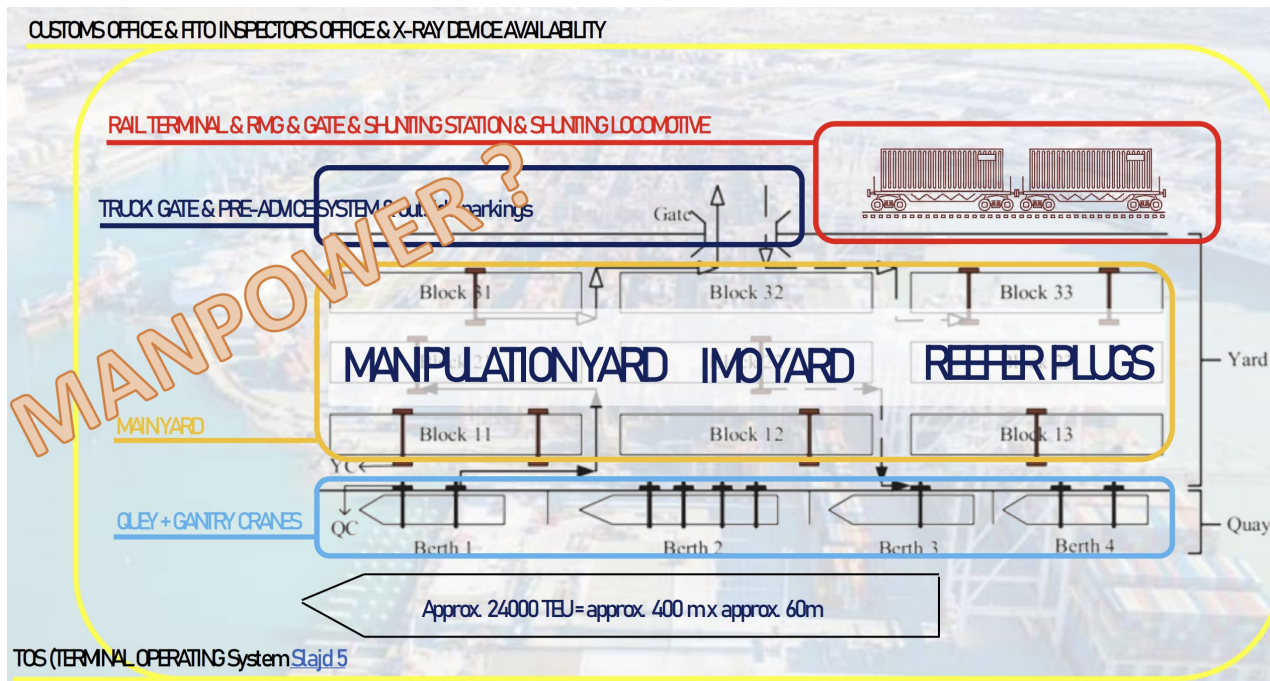 CUSTOMS OFFICE & FITO INSPECTORS OFFICE & X-RAY DEVICE AVAILABILITY
RAIL TERMINAL & RMG & GATE & SHUNTING STATION & SHUNTING LOCOMOTIVE
MANPOWER ?
TRUCK GATE & PRE-ADVICE SYSTEM & outside parkings
Gate
Block 31
Block 32
Block 33
MANIPULATION YARD
IMO YARD
REEFER PLUGS
Yard
MAIN YARD
Block 11
Block 12
Block 13
YC
QUEY + GANTRY CRANES
QC
Quay
Berth 1
Berth 2
Berth 3
Berth 4
Approx. 24000 TEU = approx. 400 m x approx. 60m
TOS (TERMINAL OPERATING System Slajd 5